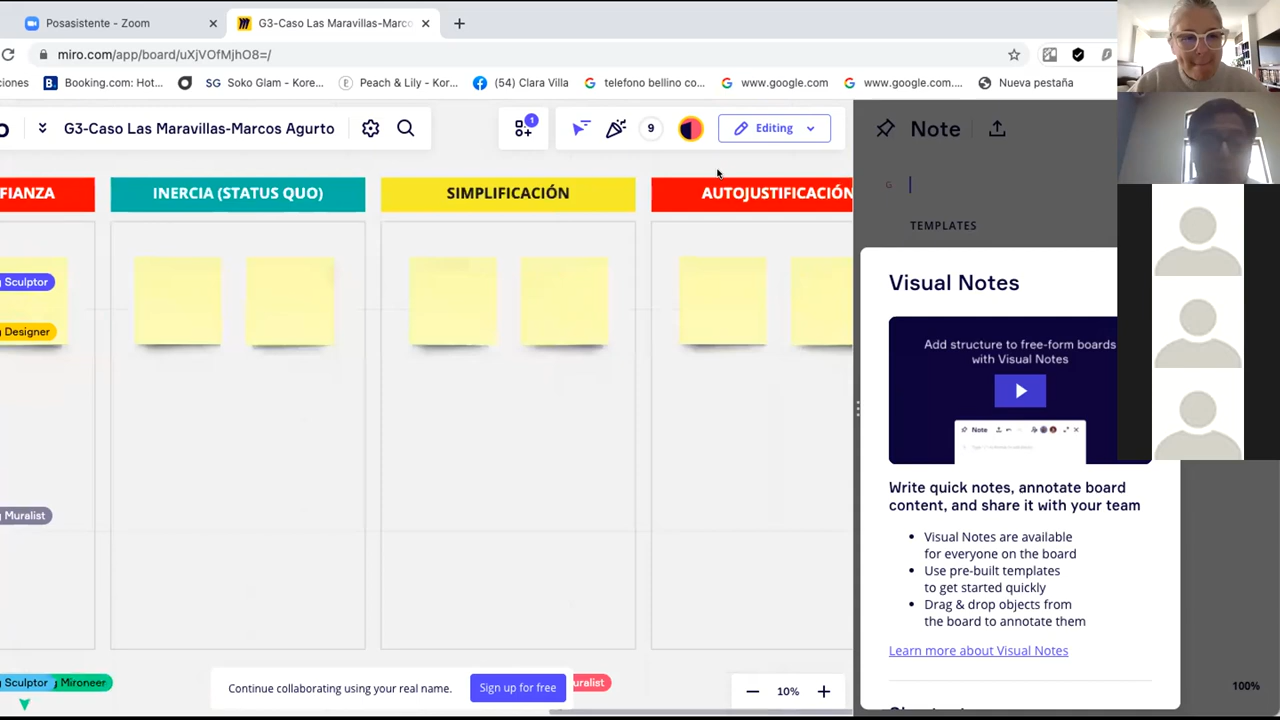 Posasistente - Zoom
G3-Caso Las Maravillas-Marco
miro.com/app/board/uXjVOfMjhO8=/
ciones
Booking.com: Hot...
SG Soko Glam - Kore...
Peach & Lily - Kor...
(54) Clara Villa
telefono bellino co...
www.google.com
www.google.com...
Nueva pestaña
G3-Caso Las Maravillas-Marcos Agurto
1
9
Editing
Note
FIANZA
INERCIA (STATUS QUO)
SIMPLIFICACIÓN
AUTOJUSTIFICACIÓN
G
TEMPLATES
g Sculptor
g Designer
g Muralist
Visual Notes
Add structure to free-form boards
with Visual Notes
Note
Write quick notes, annotate board
content, and share it with your team
Visual Notes are available
for everyone on the board
Use pre-built templates
to get started quickly
Drag & drop objects from
the board to annotate them
Learn more about Visual Notes
Sculptor
g Mironeer
Continue collaborating using your real name.
Sign up for free
uralist
10%
100%